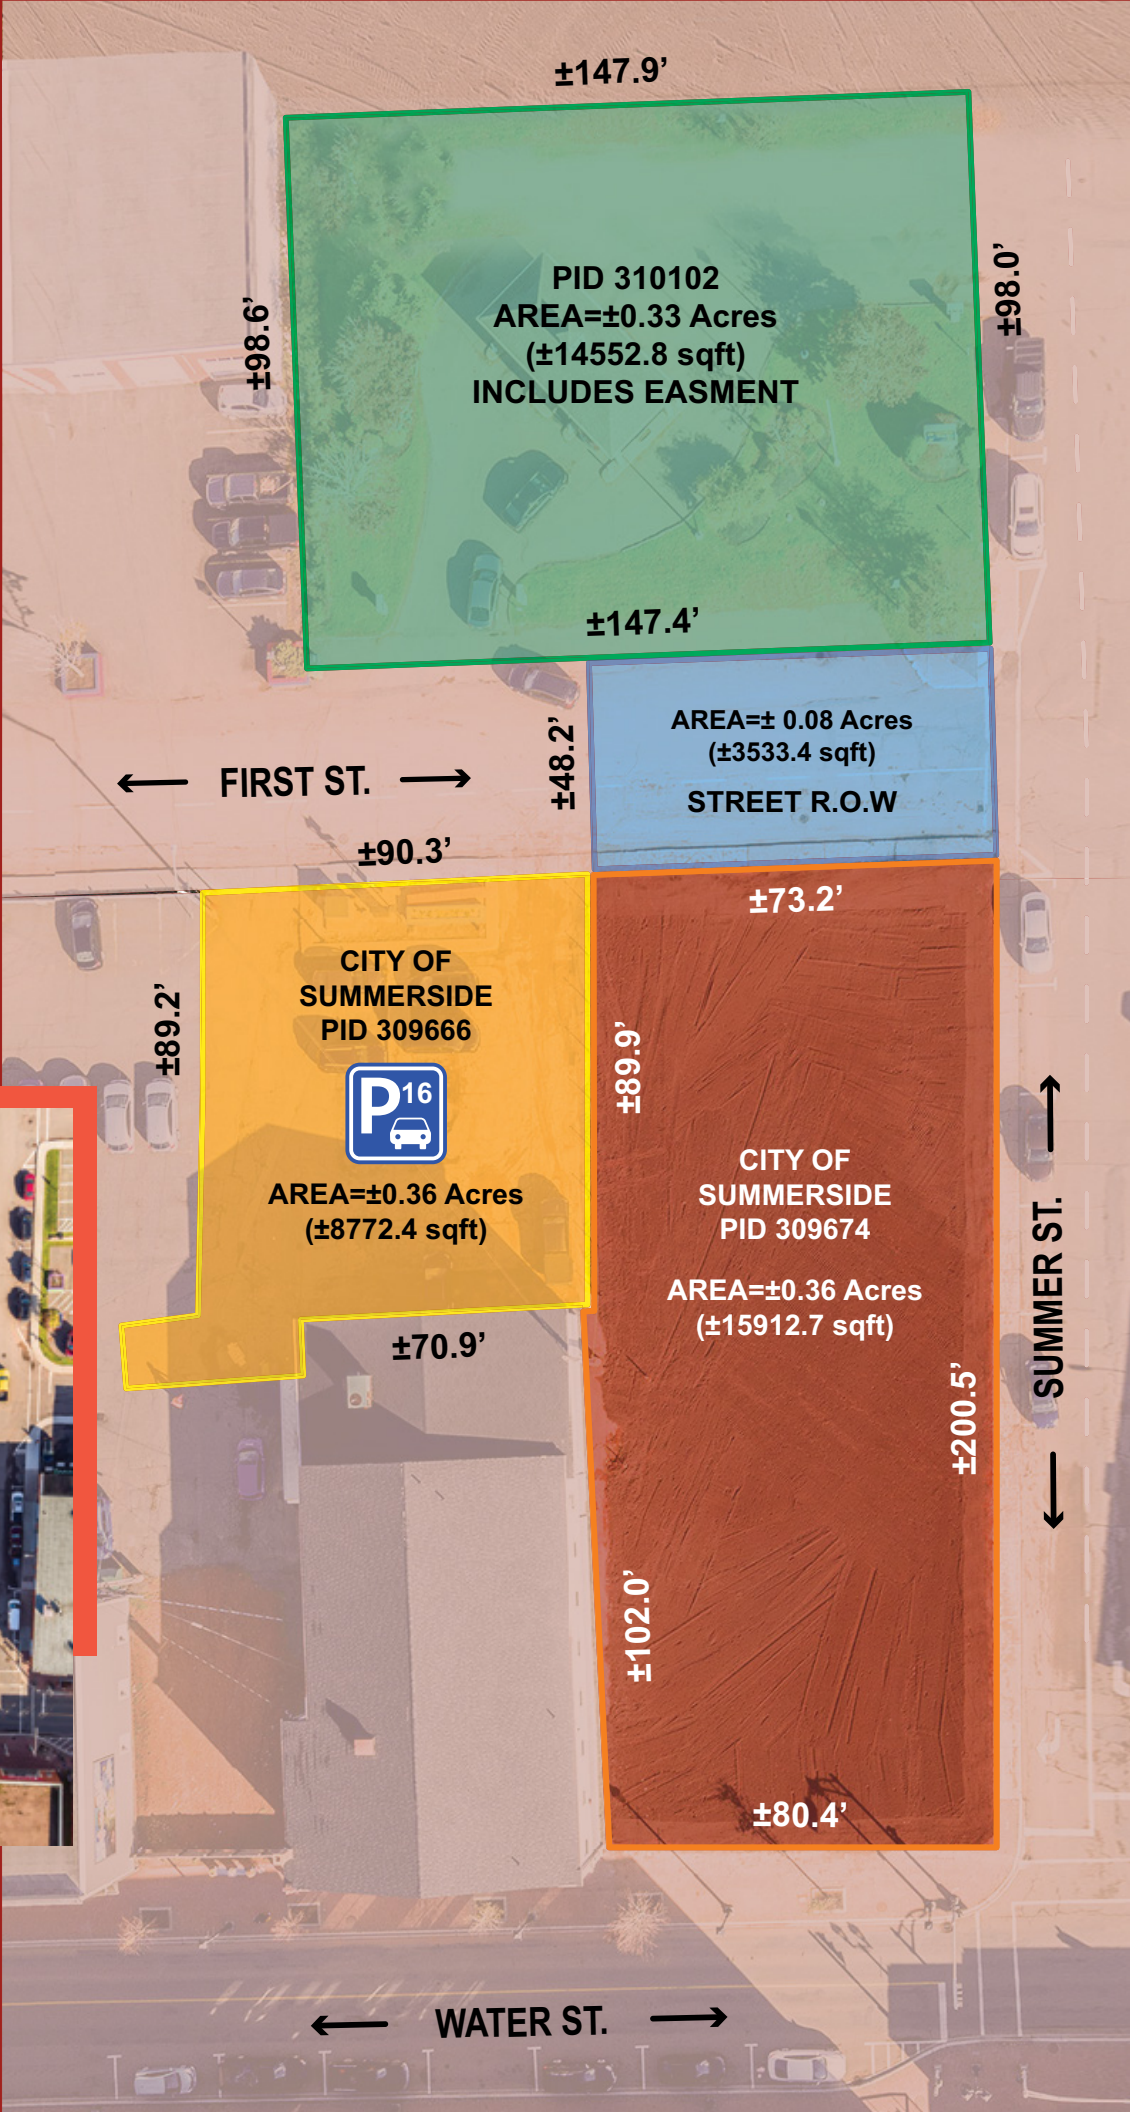 ±147.9’
±98.6’
PID 310102
AREA=±0.33 Acres
(±14552.8 sqft)
INCLUDES EASMENT
±98.0’
±147.4’
±48.2’
AREA=± 0.08 Acres
(±3533.4 sqft)
STREET R.O.W
FIRST ST.
±90.3’
±73.2’
±89.2’
CITY OF
SUMMERSIDE
PID 309666
P16
AREA=±0.36 Acres
(±8772.4 sqft)
±70.9’
±89.9’
CITY OF
SUMMERSIDE
PID 309674
AREA=±0.36 Acres
(±15912.7 sqft)
±200.5’
±102.0’
±80.4’
SUMMER ST.
WATER ST.